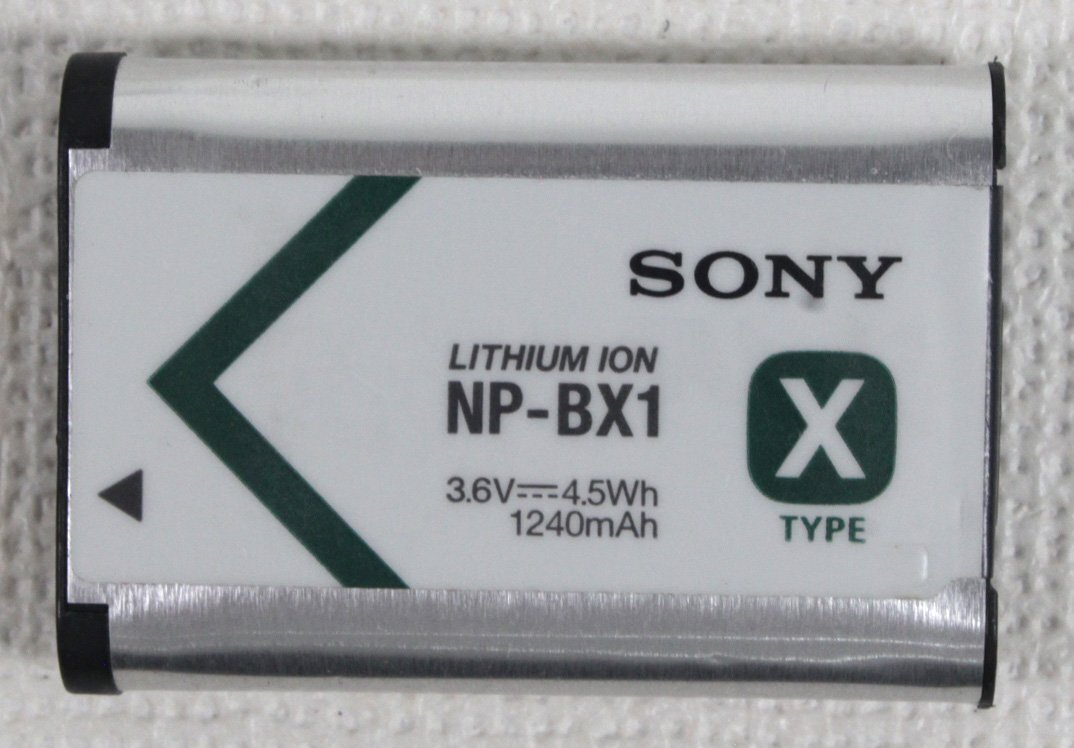 SONY
LITHIUM ION
NP-BX1
3.6V⎓4.5Wh
1240mAh
X
TYPE